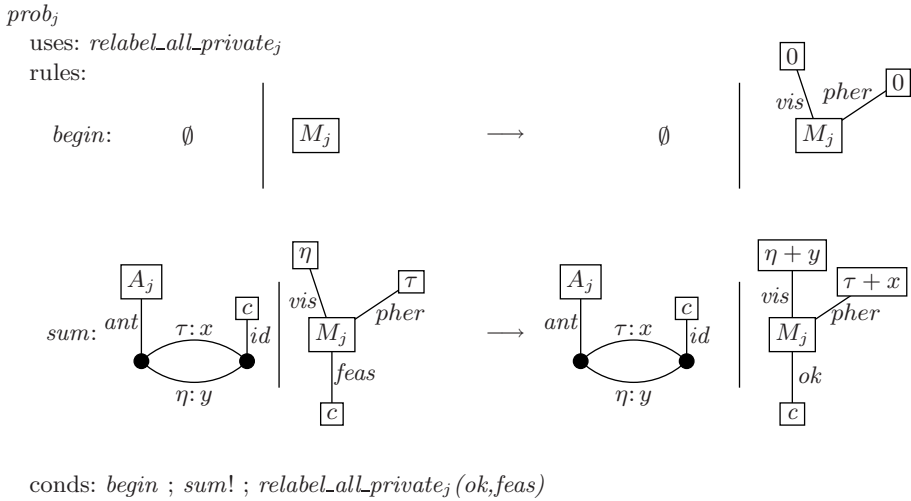 prob_j
uses: relabel_all_private_j
rules:
0
0
vis
pher
begin: ∅ M_j ⟶ ∅ M_j
η
η + y
A_j
τ
A_j
τ + x
c
vis
pher
c
vis
pher
sum: ant τ: x id M_j ⟶ ant τ: x id M_j
feas
ok
η: y
η: y
c
c
conds: begin ; sum! ; relabel_all_private_j(ok,feas)